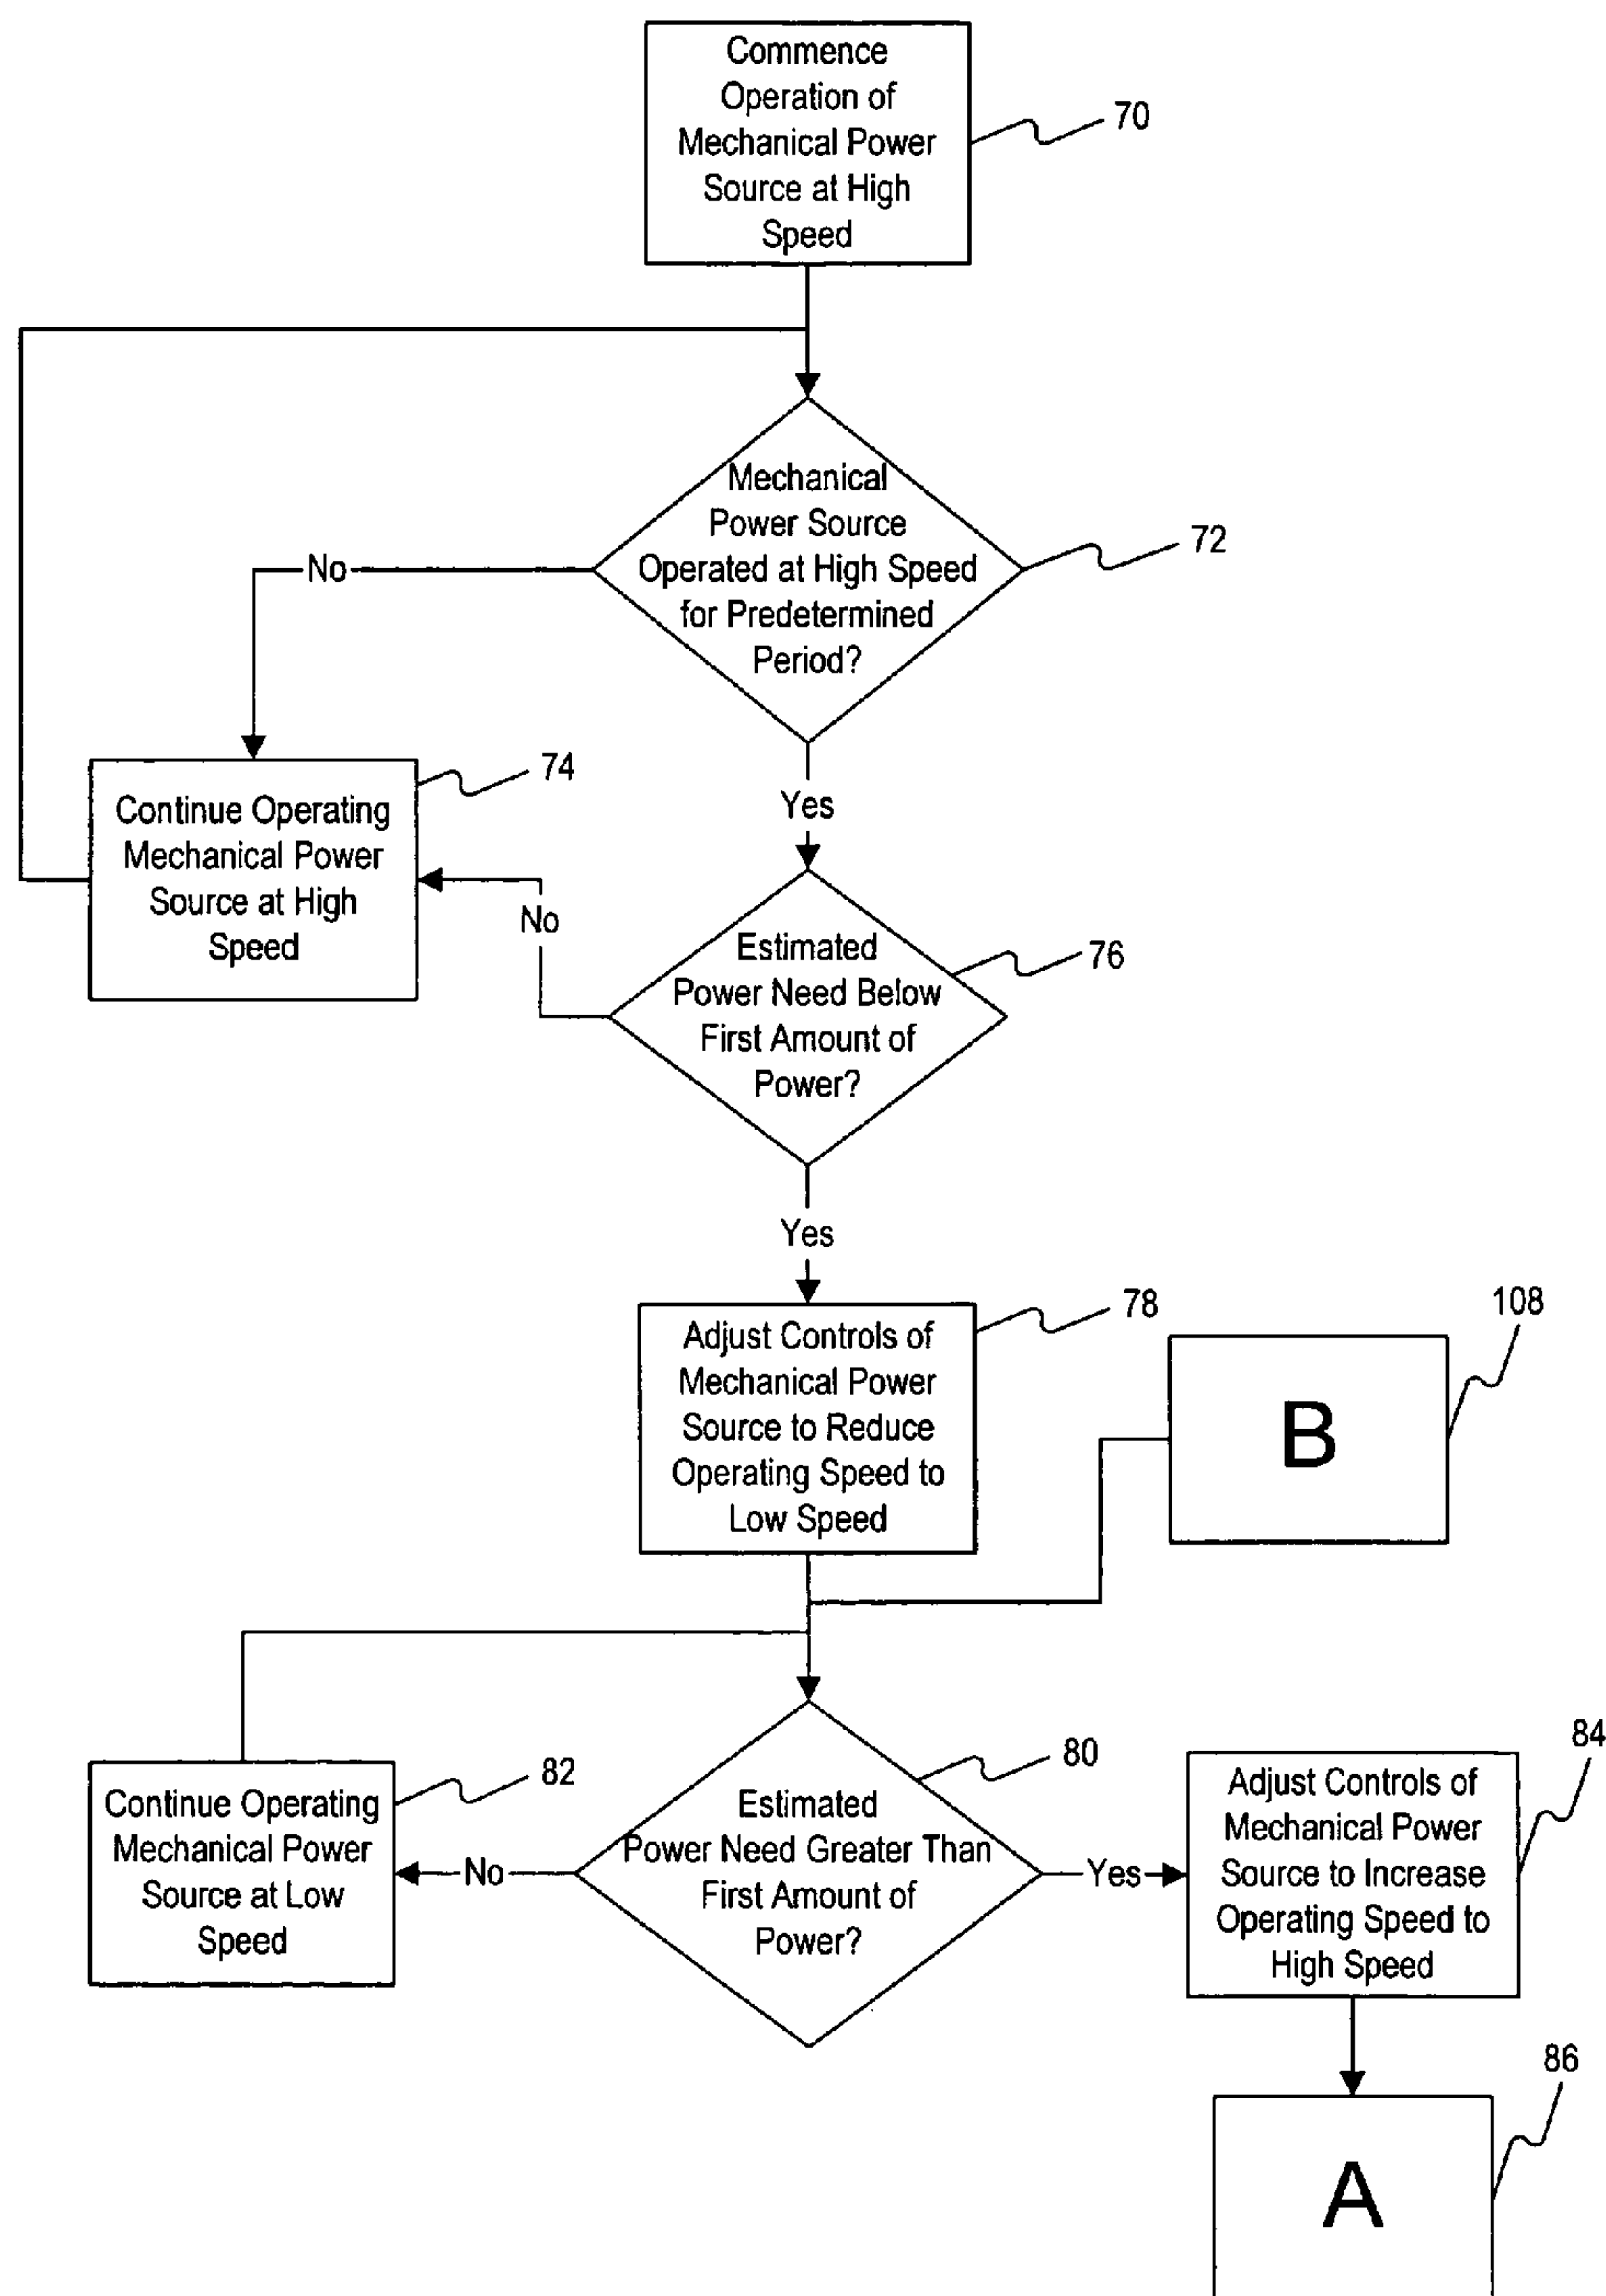 Commence
Operation of
Mechanical Power
Source at High
Speed
70
Mechanical
Power Source
Operated at High Speed
for Predetermined
Period?
72
No
Yes
74
Continue Operating
Mechanical Power
Source at High
Speed
No
Estimated
Power Need Below
First Amount of
Power?
76
Yes
Adjust Controls of
Mechanical Power
Source to Reduce
Operating Speed to
Low Speed
78
108
B
Continue Operating
Mechanical Power
Source at Low
Speed
82
No
Estimated
Power Need Greater Than
First Amount of
Power?
80
Yes
Adjust Controls of
Mechanical Power
Source to Increase
Operating Speed to
High Speed
84
86
A